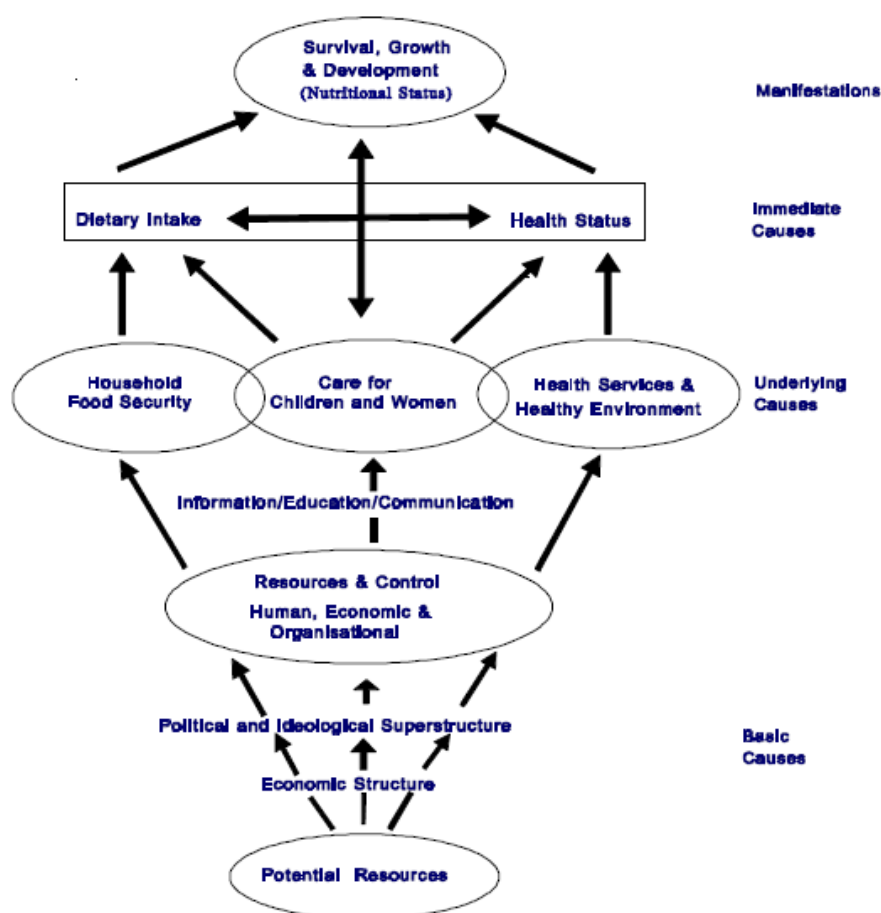 Survival, Growth
& Development
(Nutritional Status)
Manifestations
Dietary Intake
Health Status
Immediate
Causes
Household
Food Security
Care for
Children and Women
Health Services &
Healthy Environment
Underlying
Causes
Information/Education/Communication
Resources & Control
Human, Economic &
Organisational
Political and Ideological Superstructure
Economic Structure
Basic
Causes
Potential Resources